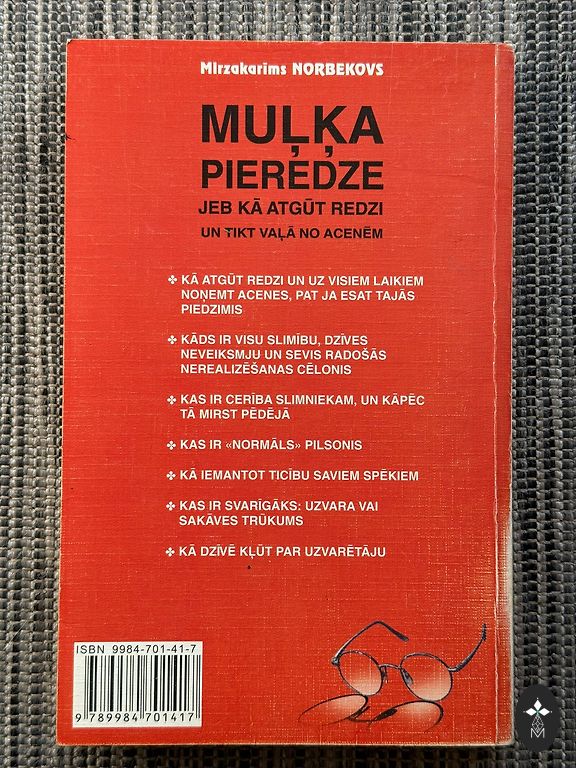 Mirzakarims NORBEKOVS
MUĻĶA
PIEREDZE
JEB KĀ ATGŪT REDZI
UN TIKT VAĻĀ NO ACENĒM
✤ KĀ ATGŪT REDZI UN UZ VISIEM LAIKIEM
NOŅEMT ACENES, PAT JA ESAT TAJĀS
PIEDZIMIS
✤ KĀDS IR VISU SLIMĪBU, DZĪVES
NEVEIKSMJU UN SEVIS RADOŠĀS
NEREALIZĒŠANAS CĒLONIS
✤ KAS IR CERĪBA SLIMNIEKAM, UN KĀPĒC
TĀ MIRST PĒDĒJĀ
✤ KAS IR «NORMĀLS» PILSONIS
✤ KĀ IEMANTOT TICĪBU SAVIEM SPĒKIEM
✤ KAS IR SVARĪGĀKS: UZVARA VAI
SAKĀVES TRŪKUMS
✤ KĀ DZĪVĒ KĻŪT PAR UZVARĒTĀJU
ISBN 9984-701-41-7
9 789984 701417
M